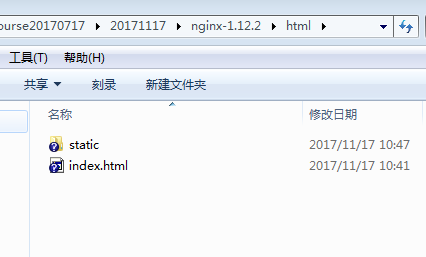 ourse20170717 20171117 nginx-1.12.2 html
工具(T) 帮助(H)
共享 刻录 新建文件夹
名称 修改日期
static 2017/11/17 10:47
index.html 2017/11/17 10:41